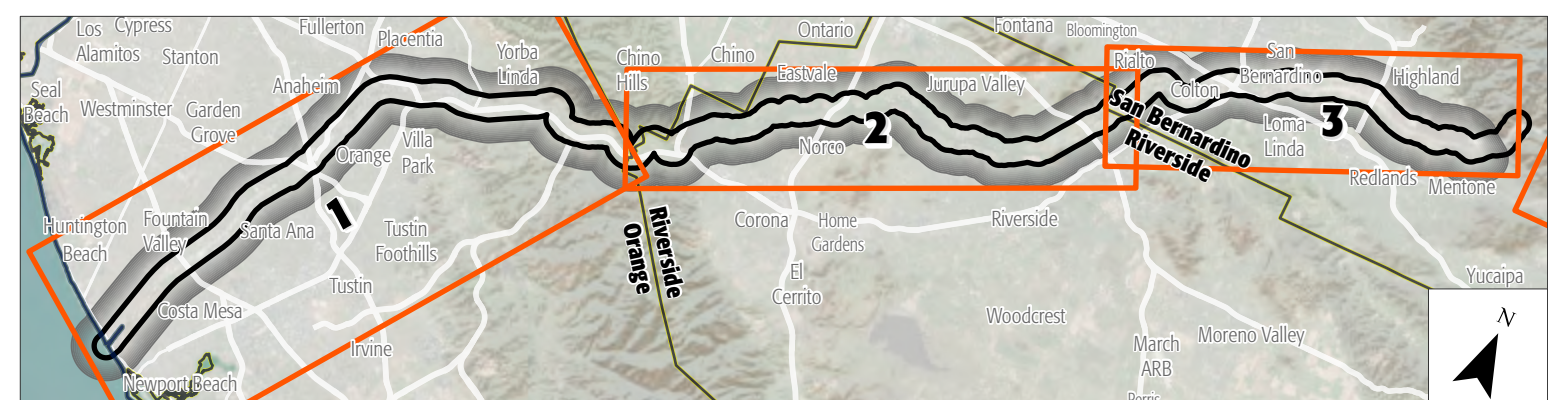 Los
Alamitos
Cypress
Stanton
Fullerton
Placentia
Yorba
Linda
Chino
Hills
Chino
Ontario
Fontana
Bloomington
Rialto
San
Bernardino
Highland
Seal
Beach
Westminster
Garden
Grove
Anaheim
Eastvale
Jurupa Valley
Colton
Villa
Park
Orange
Norco
2
3
Loma
Linda
San Bernardino
Riverside
Redlands
Mentone
Huntington
Beach
Fountain
Valley
Santa Ana
1
Tustin
Foothills
Riverside
Orange
Corona
Home
Gardens
Riverside
Tustin
El
Cerrito
Yucaipa
Costa Mesa
Woodcrest
Irvine
March
ARB
Moreno Valley
N
Newport Beach
Perris